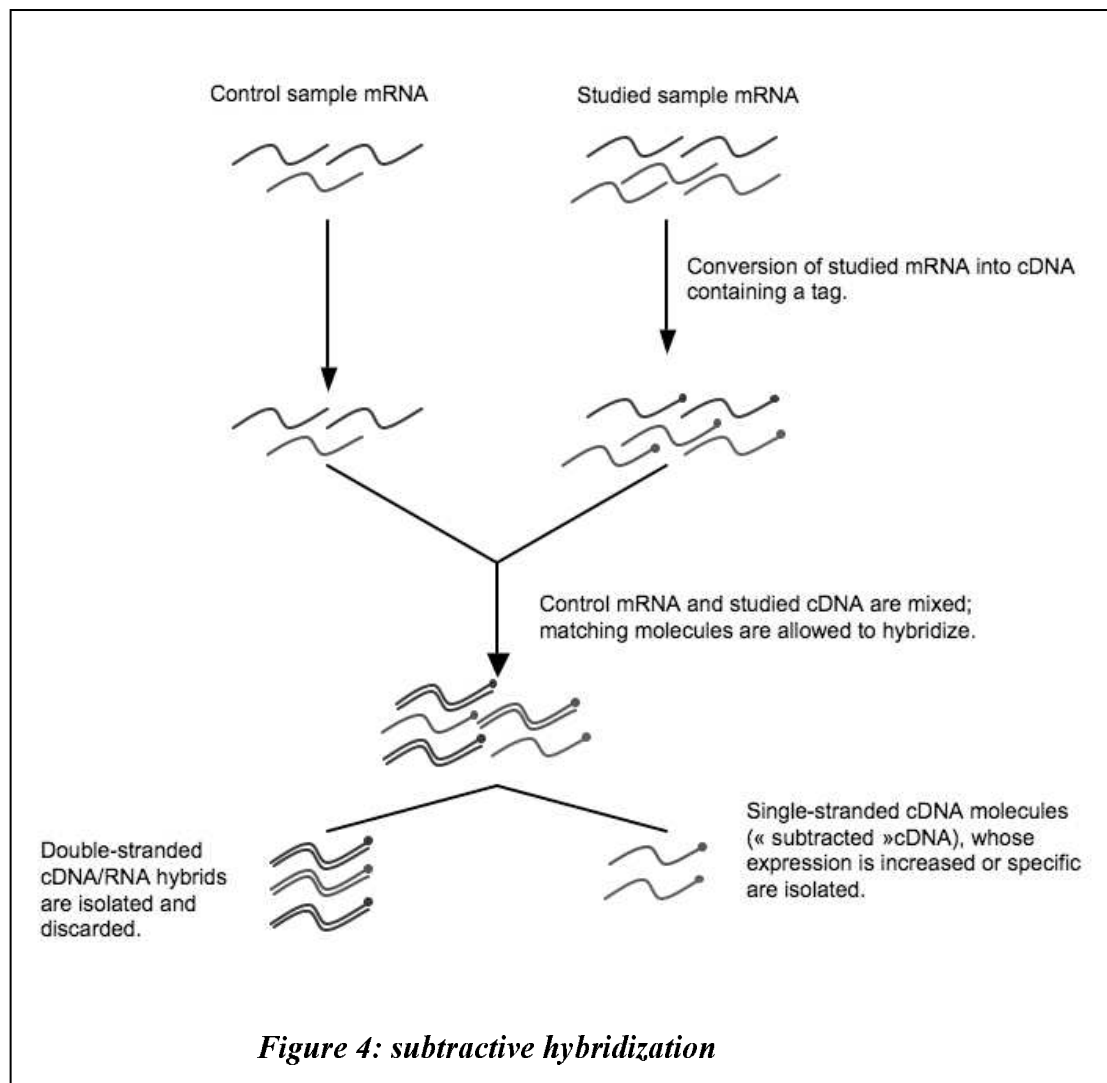 Control sample mRNA
Studied sample mRNA
Conversion of studied mRNA into cDNA
containing a tag.
Control mRNA and studied cDNA are mixed;
matching molecules are allowed to hybridize.
Double-stranded
cDNA/RNA hybrids
are isolated and
discarded.
Single-stranded cDNA molecules
(« subtracted »cDNA), whose
expression is increased or specific
are isolated.
Figure 4: subtractive hybridization